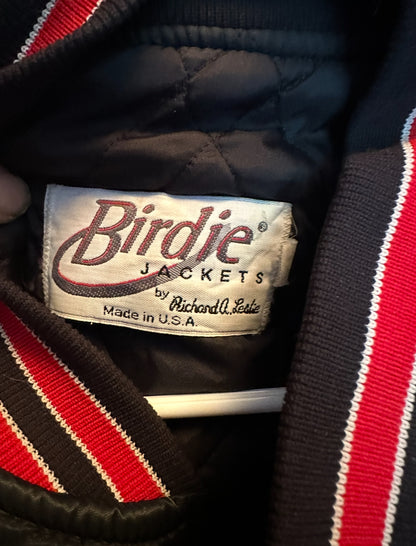 Birdie®
JACKETS
by Richard A. Leslie
Made in U.S.A.